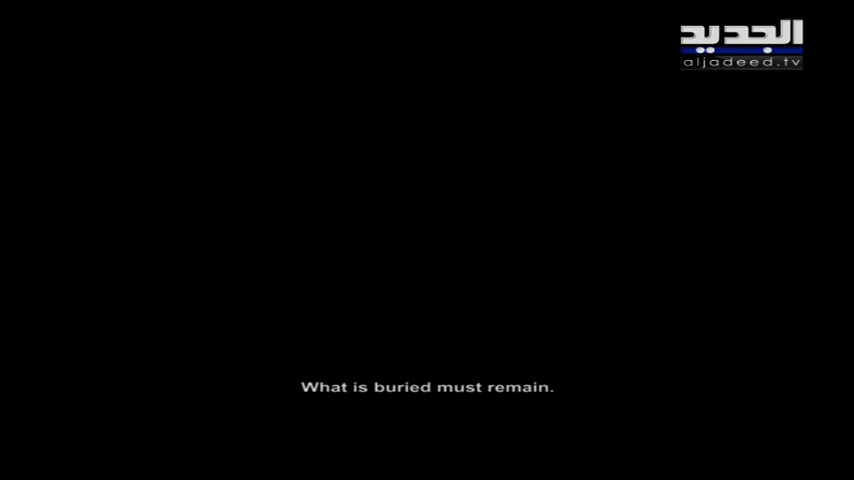 الجديد
aljadeed.tv
What is buried must remain.